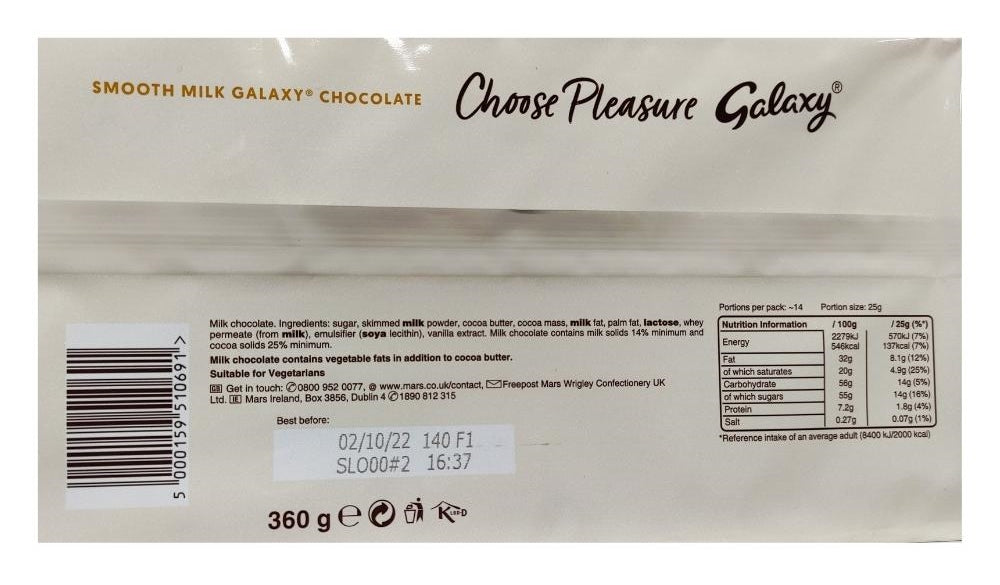 SMOOTH MILK GALAXY® CHOCOLATE
Choose Pleasure Galaxy®
Milk chocolate. Ingredients: sugar, skimmed milk powder, cocoa butter, cocoa mass, milk fat, palm fat, lactose, whey
permeate (from milk), emulsifier (soya lecithin), vanilla extract. Milk chocolate contains milk solids 14% minimum and
cocoa solids 25% minimum.
Milk chocolate contains vegetable fats in addition to cocoa butter.
Suitable for Vegetarians
GB Get in touch: 0800 952 0077, @ www.mars.co.uk/contact, Freepost Mars Wrigley Confectionery UK
Ltd. IE Mars Ireland, Box 3856, Dublin 4 1890 812 315
Best before:
02/10/22 140 F1
SLO00#2 16:37
360 g e
K LBD-D
5 000159 510691 >
Portions per pack: ~14 Portion size: 25g
Nutrition Information /100g /25g (%*)
Energy 2279kJ 570kJ (7%)
546kcal 137kcal (7%)
Fat 32g 8.1g (12%)
of which saturates 20g 4.9g (25%)
Carbohydrate 56g 14g (5%)
of which sugars 55g 14g (16%)
Protein 7.2g 1.8g (4%)
Salt 0.27g 0.07g (1%)
*Reference intake of an average adult (8400 kJ/2000 kcal)